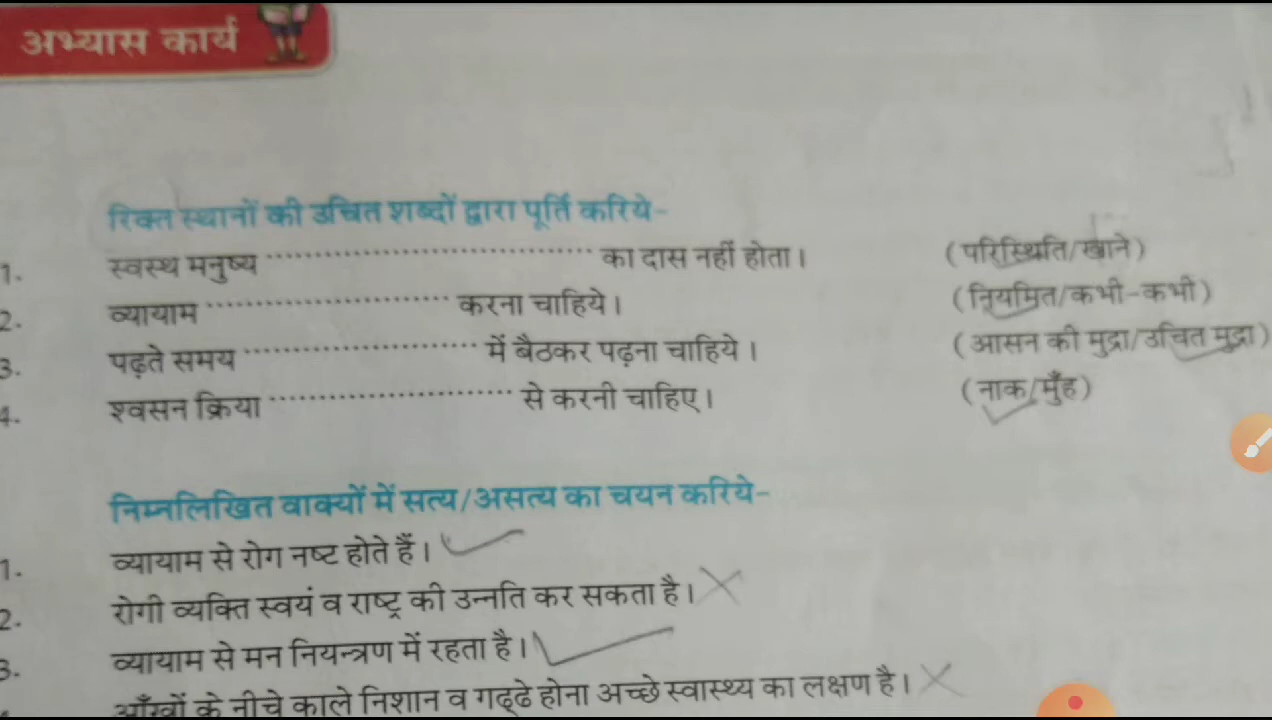 अभ्यास कार्य
रिक्त स्थानों की उचित शब्दों द्वारा पूर्ति करिये-
1. स्वस्थ मनुष्य ........................ का दास नहीं होता। (परिस्थिति/खाने)
2. व्यायाम ........................ करना चाहिये। (नियमित/कभी-कभी)
3. पढ़ते समय ........................ में बैठकर पढ़ना चाहिये। (आसन की मुद्रा/उचित मुद्रा)
4. श्वसन क्रिया ........................ से करनी चाहिए। (नाक/मुँह)
निम्नलिखित वाक्यों में सत्य/असत्य का चयन करिये-
1. व्यायाम से रोग नष्ट होते हैं।
2. रोगी व्यक्ति स्वयं व राष्ट्र की उन्नति कर सकता है।
3. व्यायाम से मन नियन्त्रण में रहता है।
आँखों के नीचे काले निशान व गढ्ढे होना अच्छे स्वास्थ्य का लक्षण है।